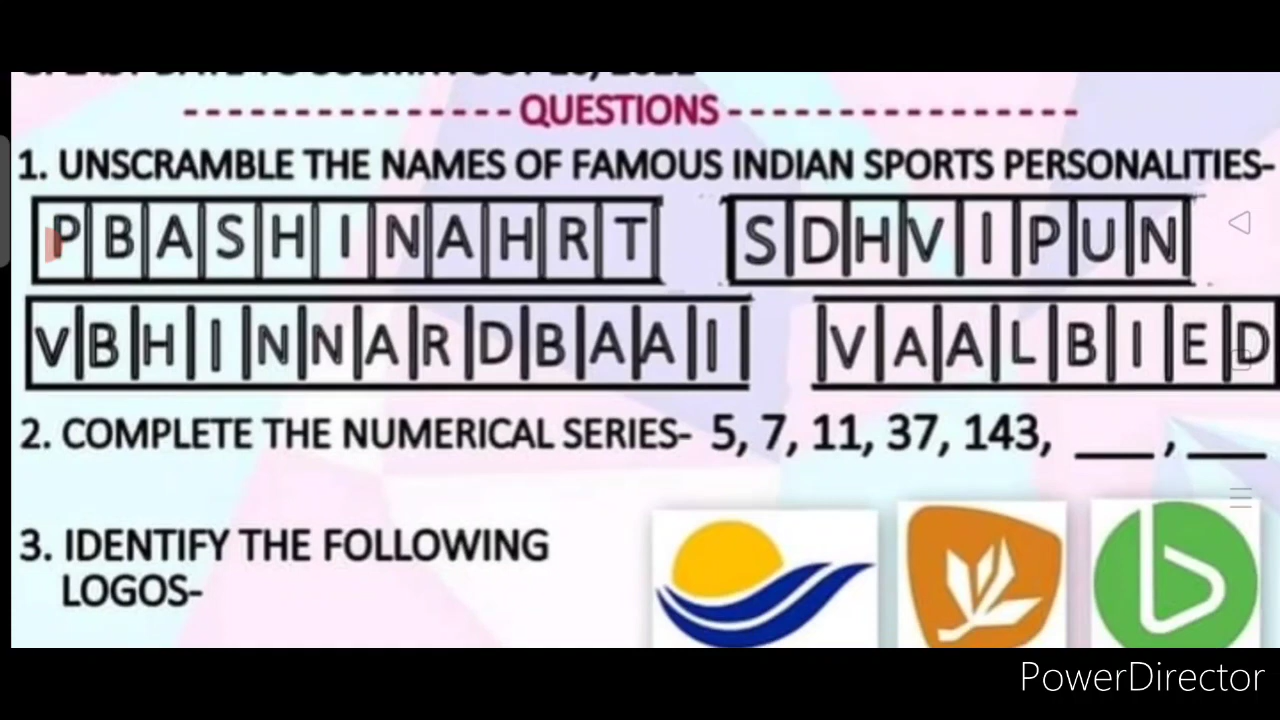 QUESTIONS
1. UNSCRAMBLE THE NAMES OF FAMOUS INDIAN SPORTS PERSONALITIES-
P B A S H I N A H R T S D H V I P U N
V B H I N N A R D B A A I V A A L B I E D
2. COMPLETE THE NUMERICAL SERIES- 5, 7, 11, 37, 143, ___ , ___
3. IDENTIFY THE FOLLOWING
LOGOS-
PowerDirector